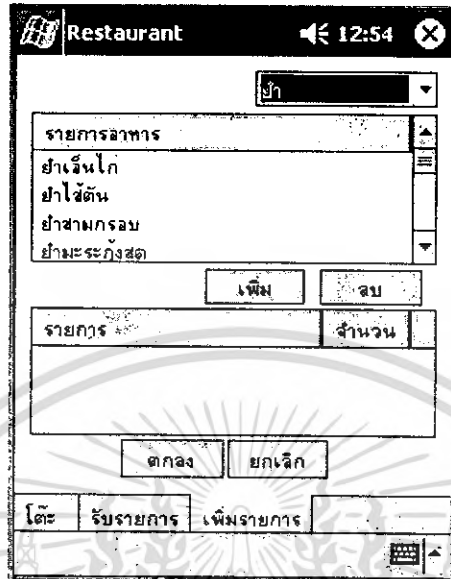 Restaurant 12:54
ยำ
รายการอาหาร
ยำเอ็นไก่
ยำไส้ตัน
ยำสามกรอบ
ยำมะระกุ้งสด
เพิ่ม ลบ
รายการ จำนวน
ตกลง ยกเลิก
โต๊ะ รับรายการ เพิ่มรายการ